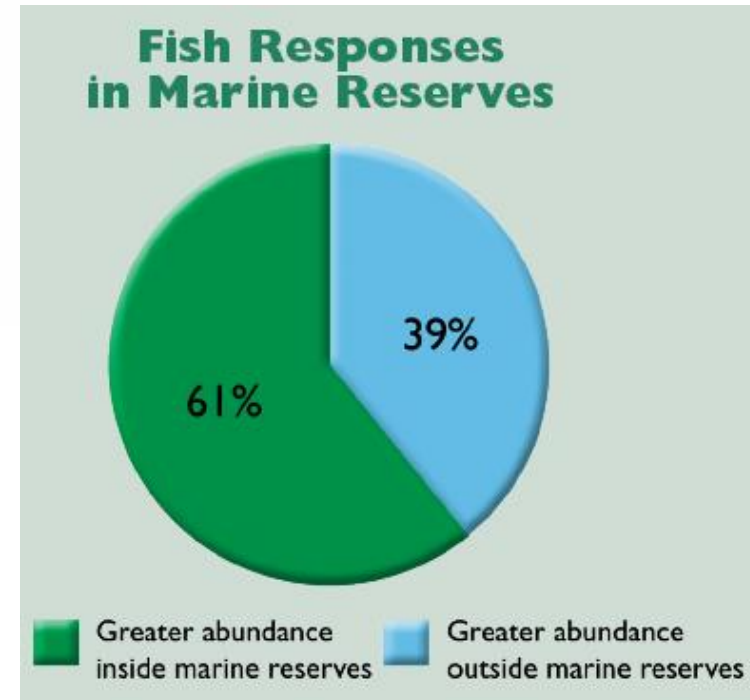 Fish Responses
in Marine Reserves
39%
61%
Greater abundance
inside marine reserves
Greater abundance
outside marine reserves